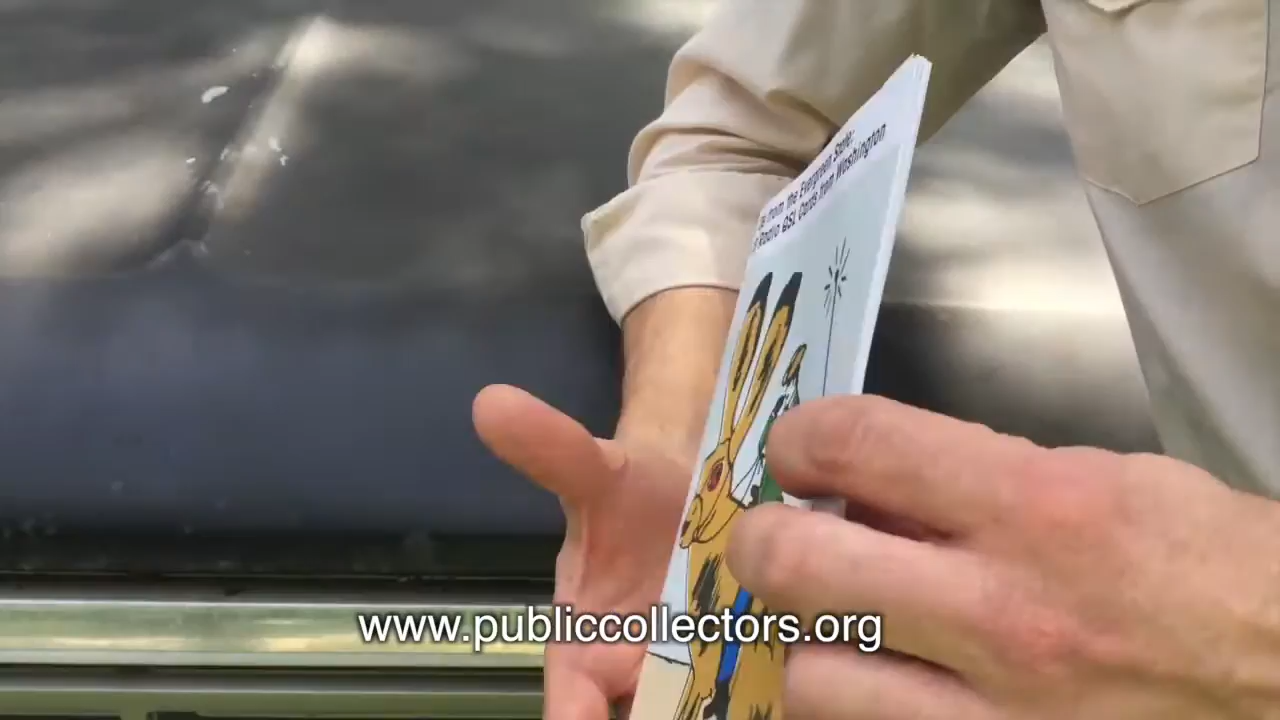 from the Evergreen State:
Radio QSL Cards from Washington
www.publiccollectors.org